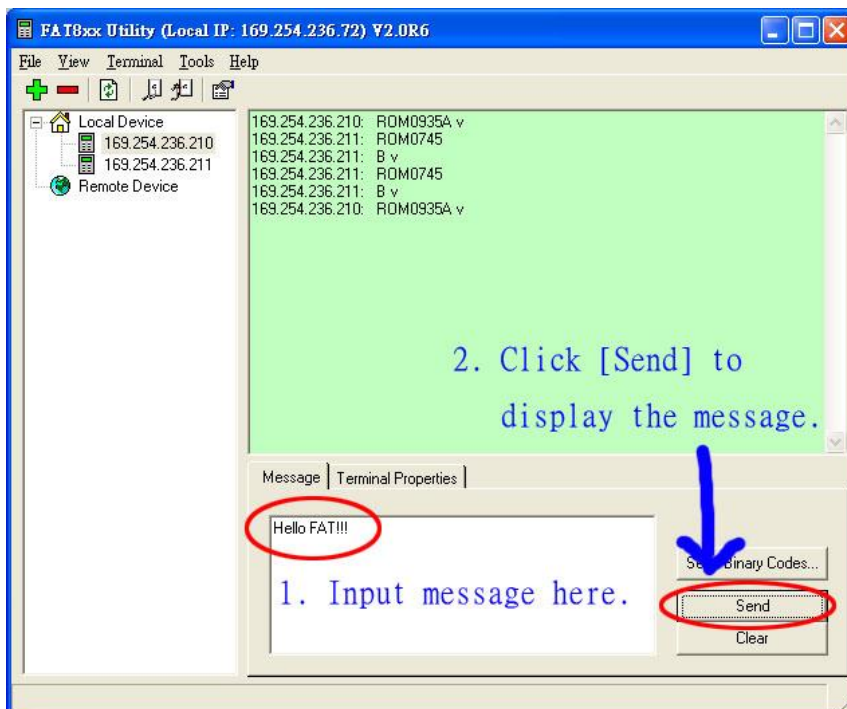 FAT8xx Utility (Local IP: 169.254.236.72) V2.0R6
File View Terminal Tools Help
Local Device
169.254.236.210
169.254.236.211
Remote Device
169.254.236.210: ROM0935A v
169.254.236.211: ROM0745
169.254.236.211: B v
169.254.236.211: ROM0745
169.254.236.211: B v
169.254.236.210: ROM0935A v
2. Click [Send] to
display the message.
Message Terminal Properties
Hello FAT!!!
1. Input message here.
Binary Codes...
Send
Clear